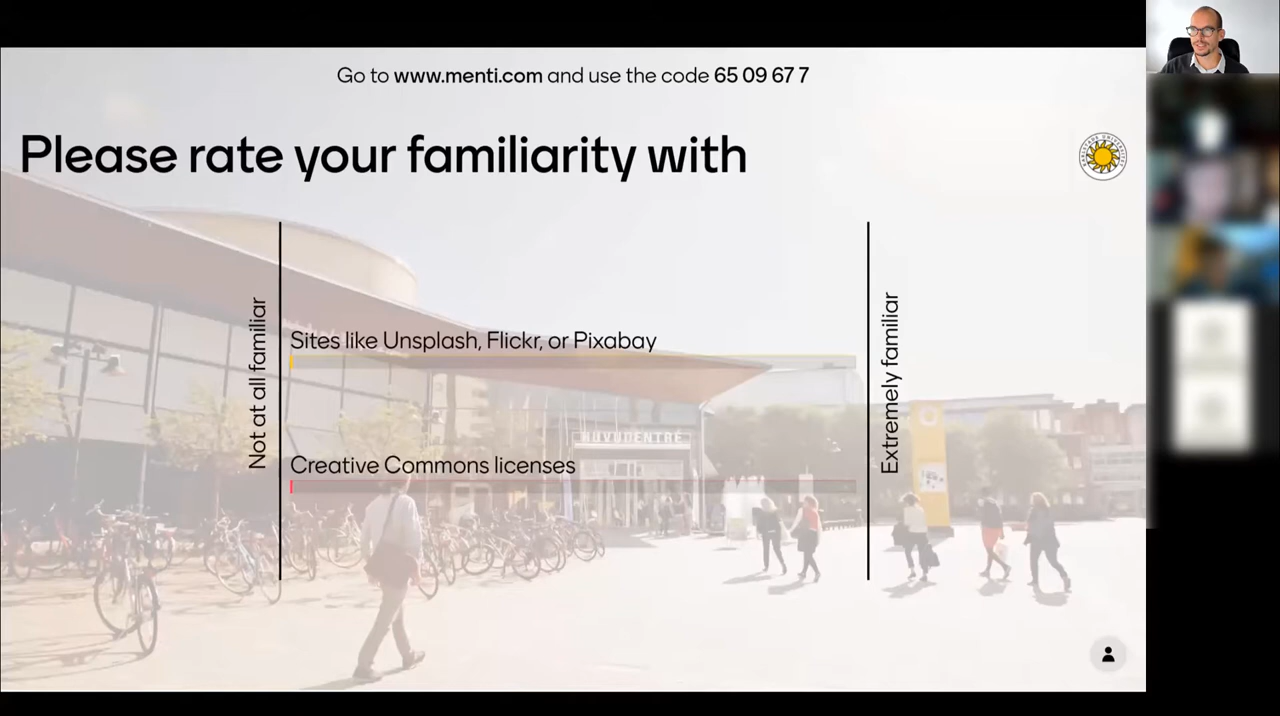 Go to www.menti.com and use the code 65 09 67 7
Please rate your familiarity with
Not at all familiar
Sites like Unsplash, Flickr, or Pixabay
Creative Commons licenses
Extremely familiar